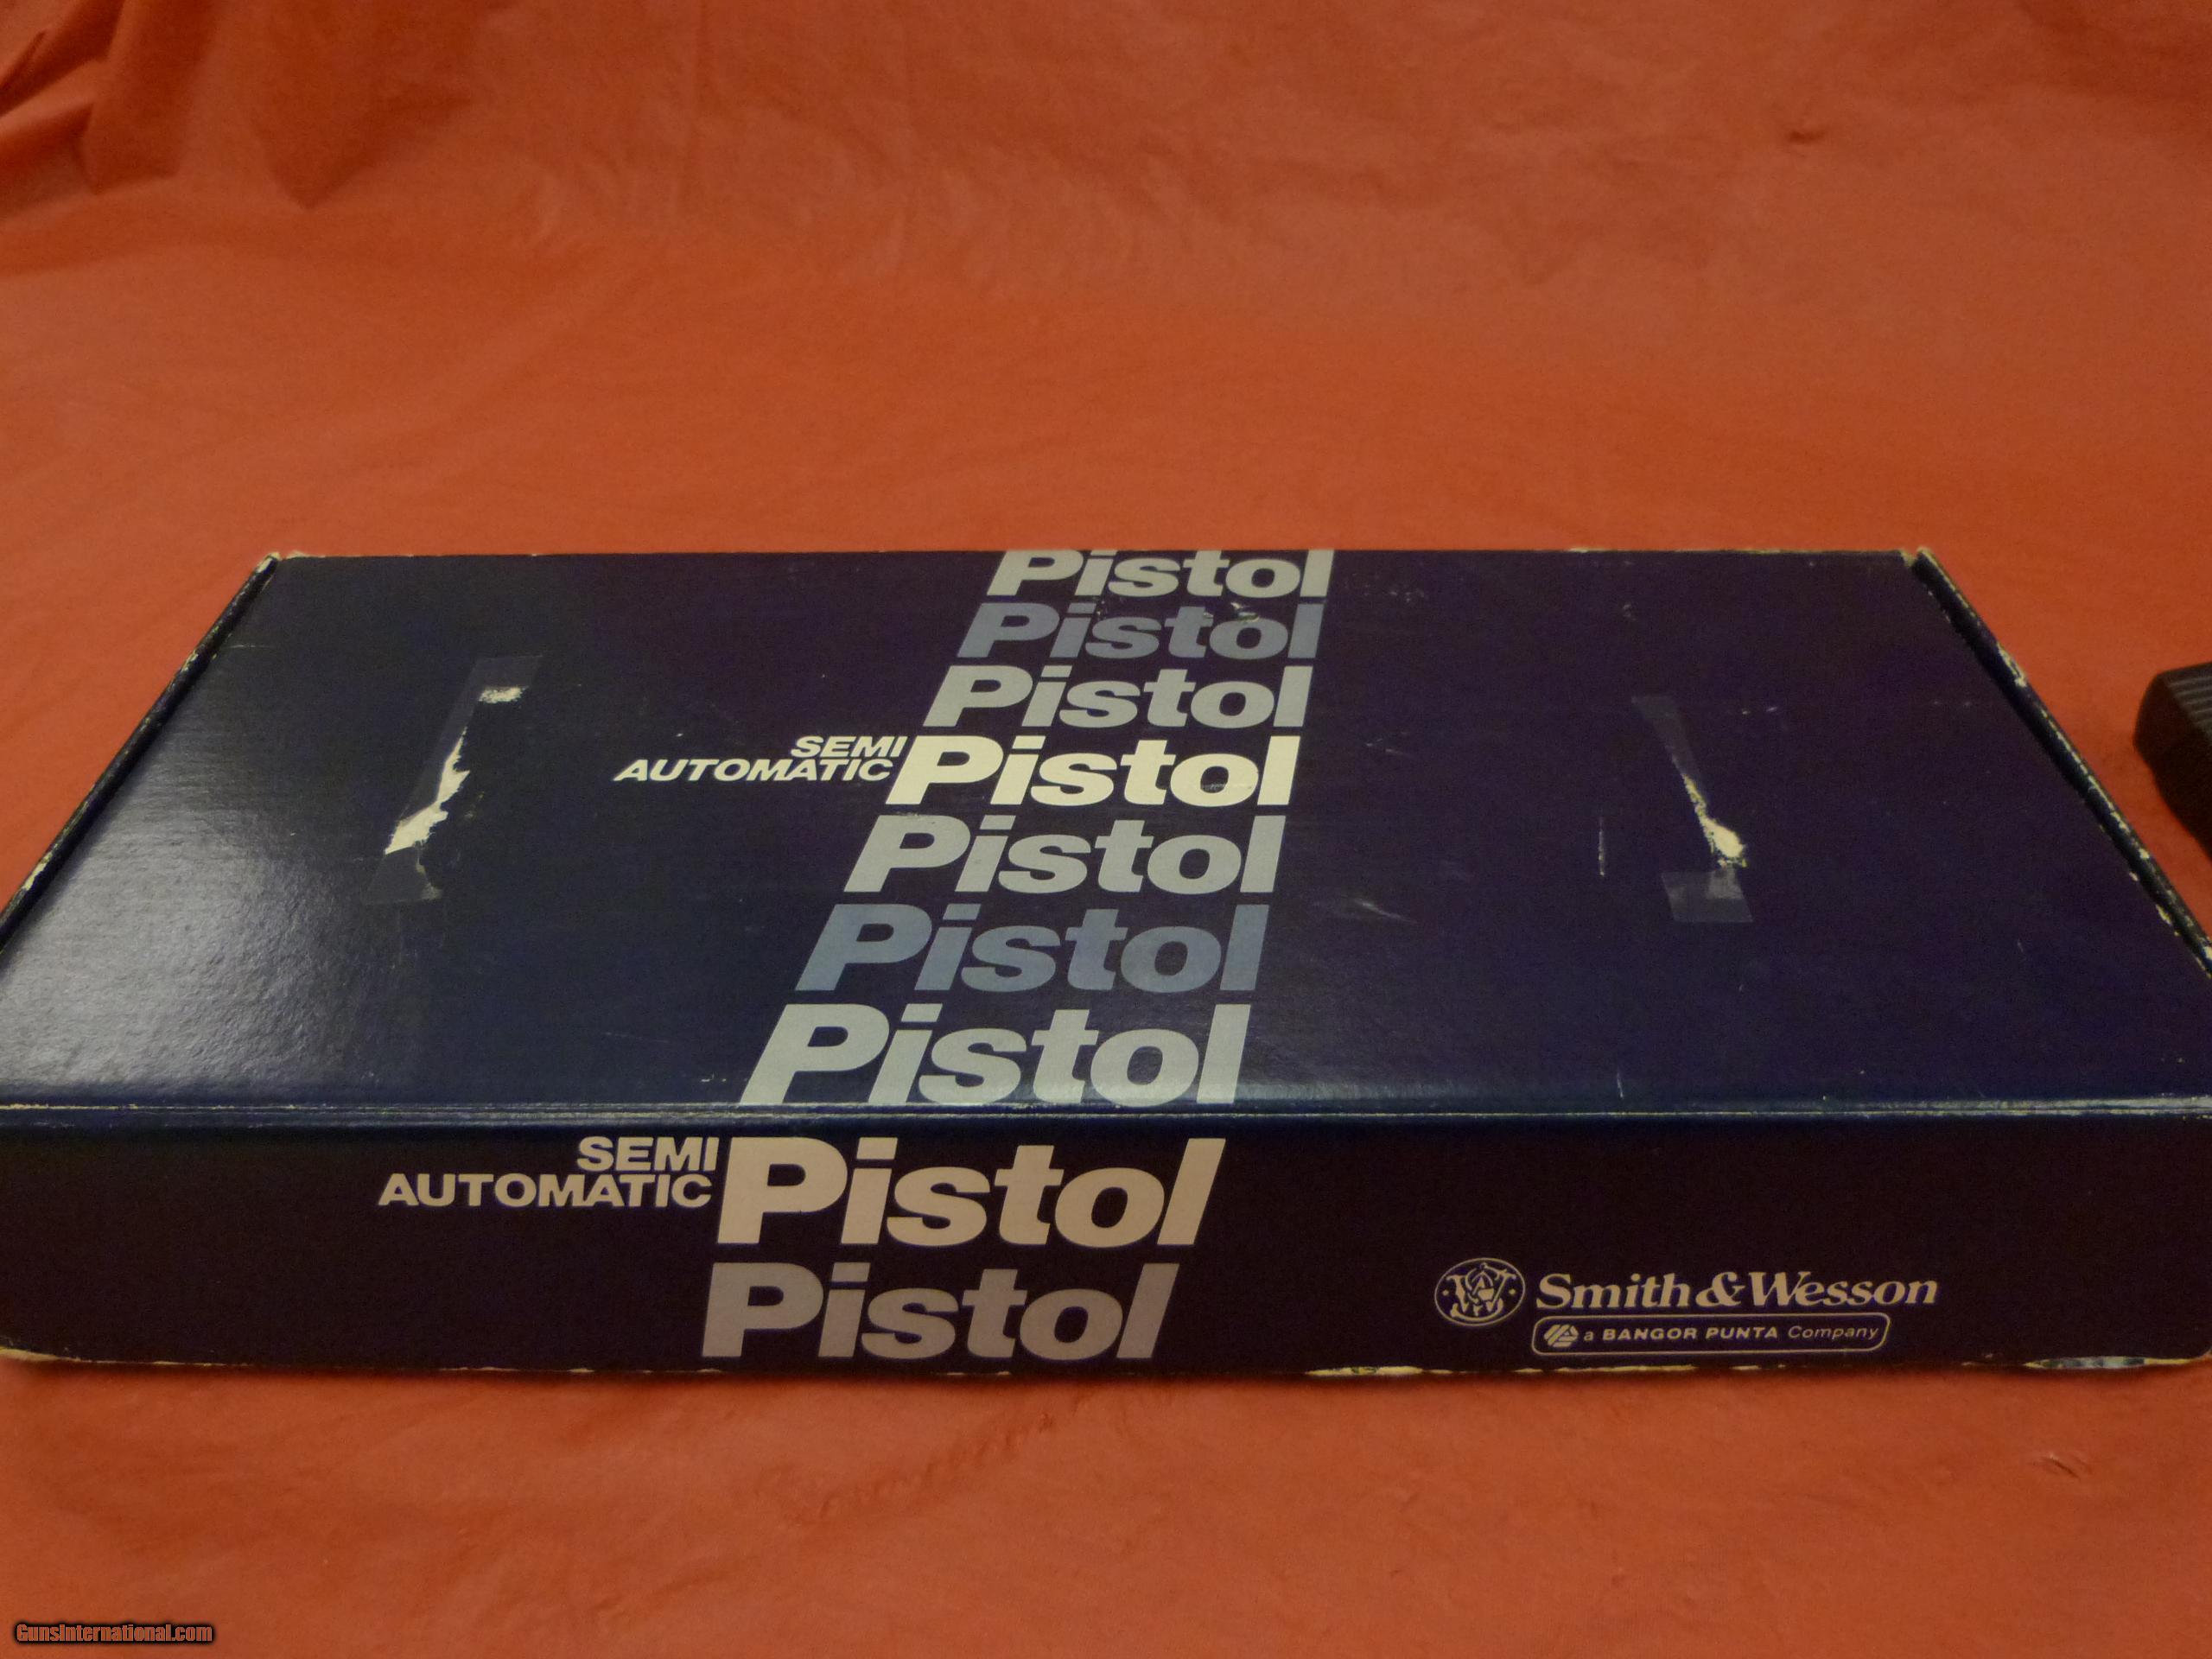 Pistol
Pistol
Pistol
SEMI
AUTOMATIC Pistol
Pistol
Pistol
Pistol
SEMI
AUTOMATIC Pistol
Pistol
Smith & Wesson
a BANGOR PUNTA Company
GunsInternational.com